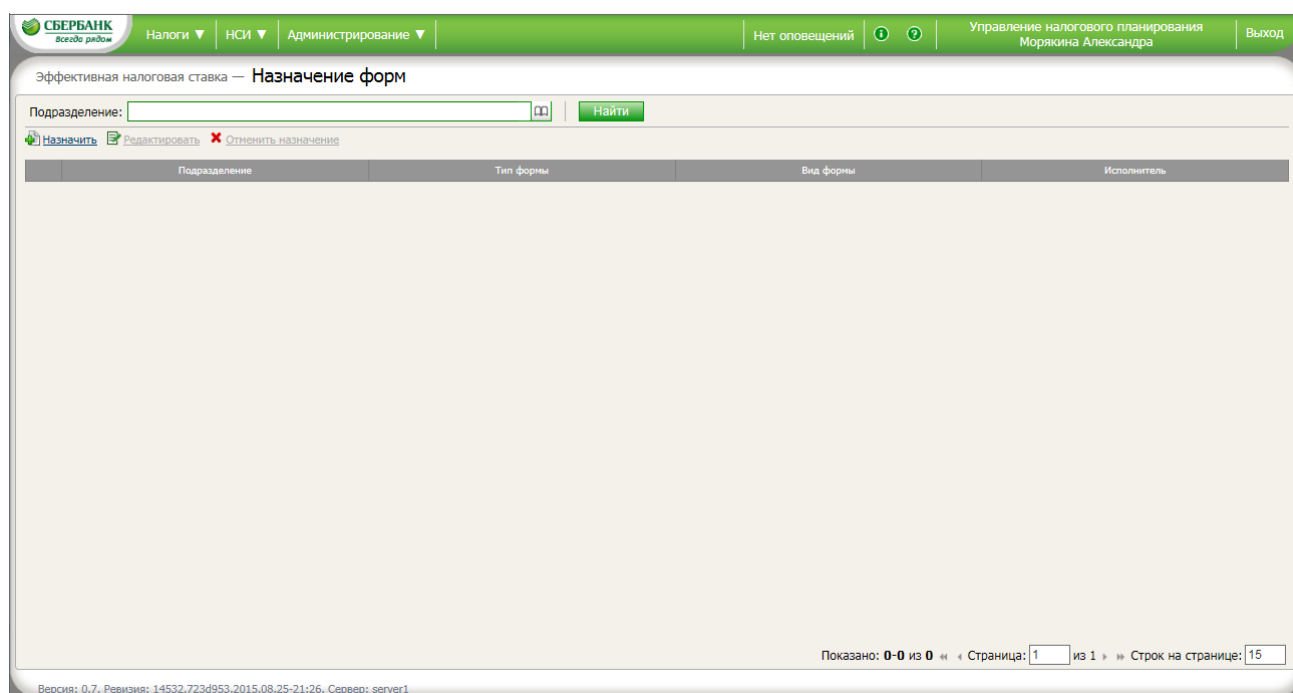 СБЕРБАНК
Всегда рядом
Налоги ▼ НСИ ▼ Администрирование ▼ Нет оповещений Управление налогового планирования
Морякина Александра
Выход
Эффективная налоговая ставка — Назначение форм
Подразделение: Найти
Назначить Редактировать Отменить назначение
Подразделение Тип формы Вид формы Исполнитель
Показано: 0-0 из 0 « ‹ Страница: 1 из 1 › » Строк на странице: 15
Версия: 0.7, Ревизия: 14532.723d953.2015.08.25-21:26, Сервер: server1